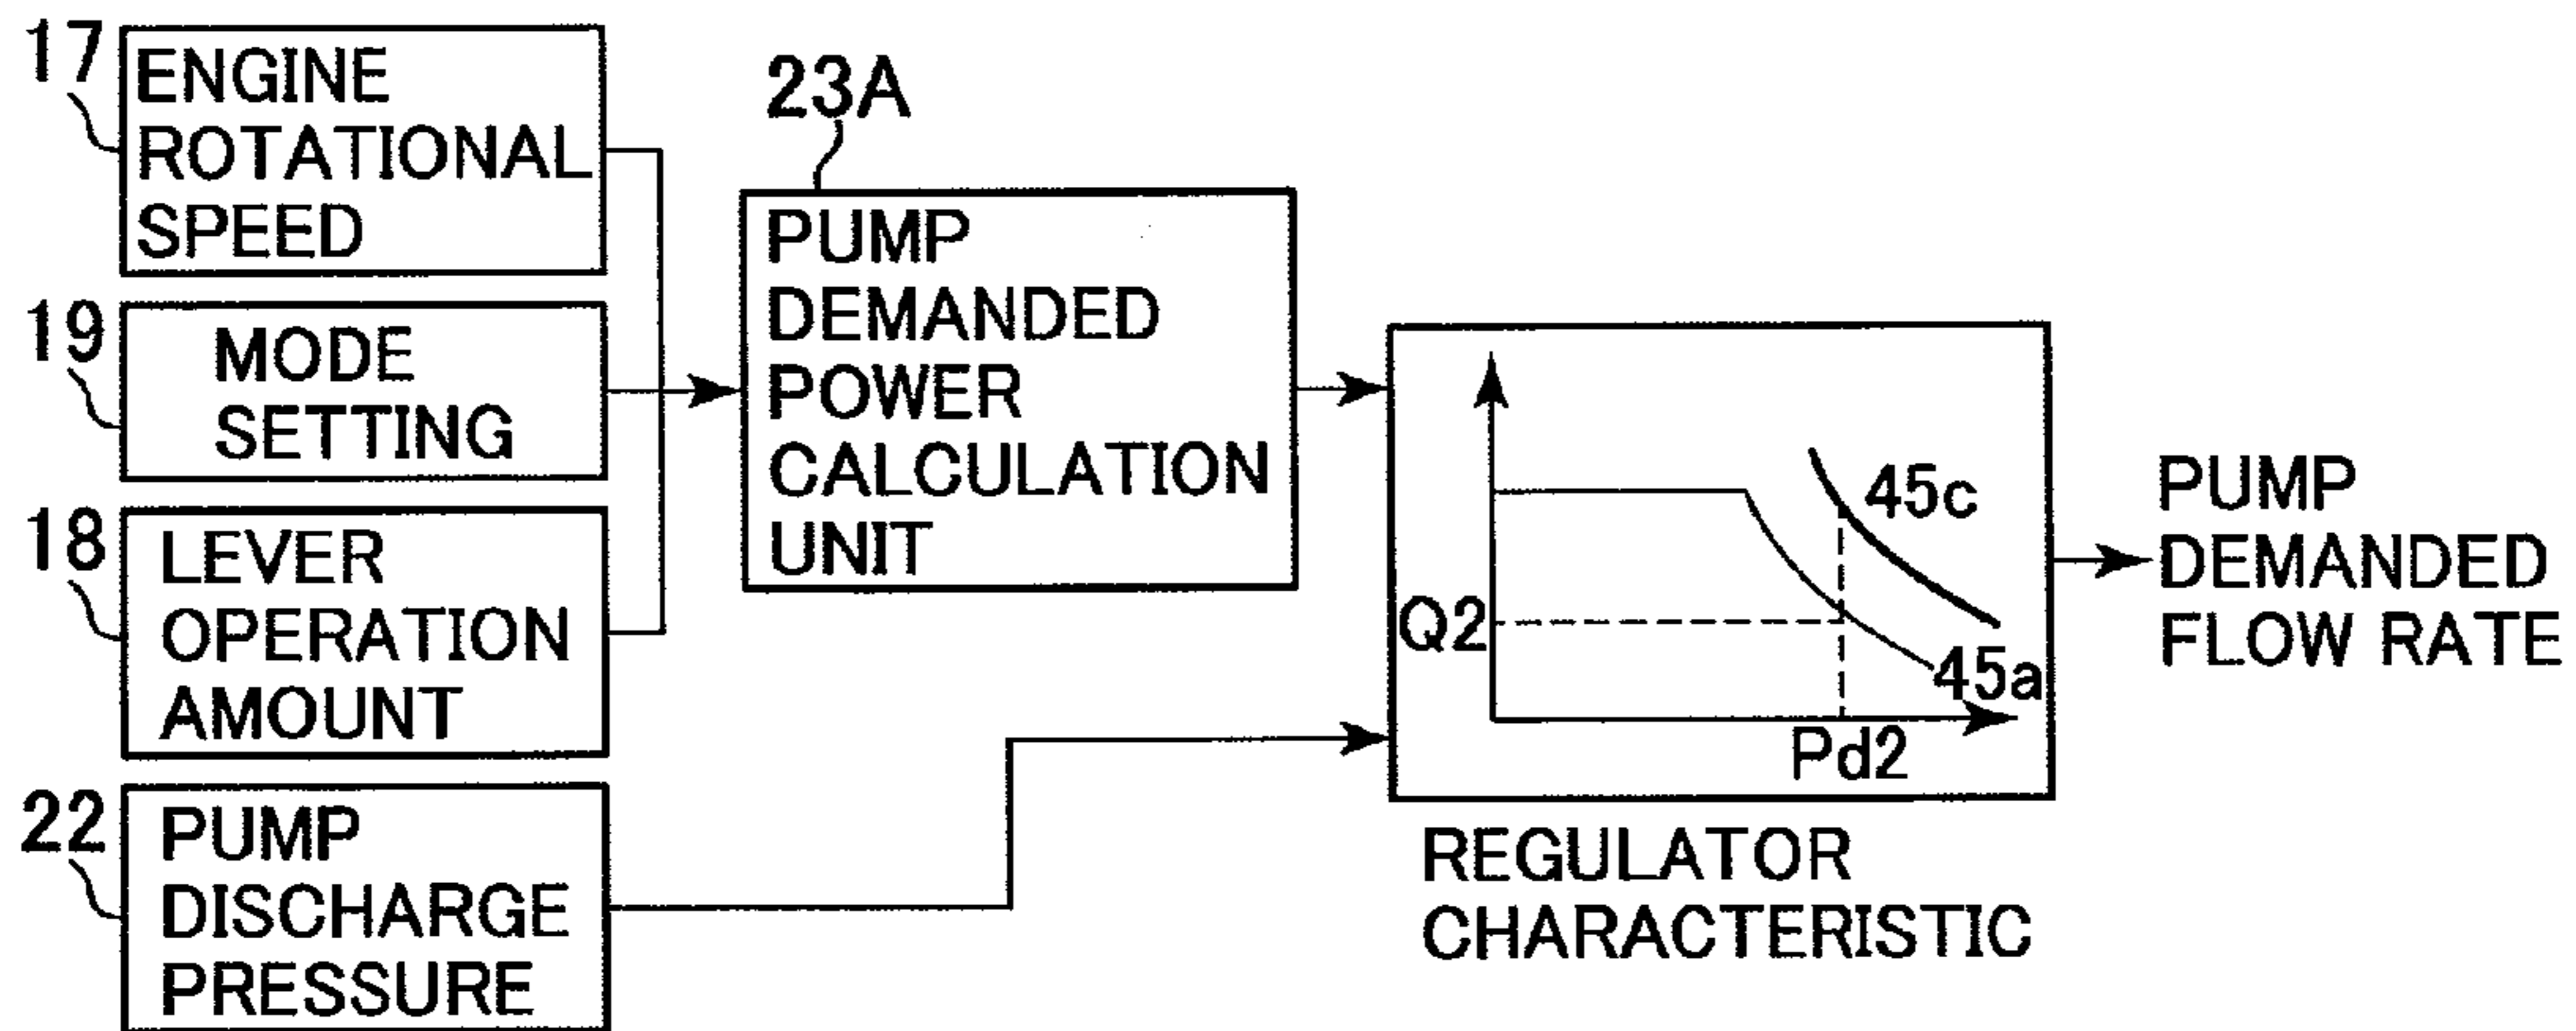 17
ENGINE
ROTATIONAL
SPEED
19
MODE
SETTING
18
LEVER
OPERATION
AMOUNT
22
PUMP
DISCHARGE
PRESSURE
23A
PUMP
DEMANDED
POWER
CALCULATION
UNIT
45c
Q2
45a
Pd2
REGULATOR
CHARACTERISTIC
PUMP
DEMANDED
FLOW RATE